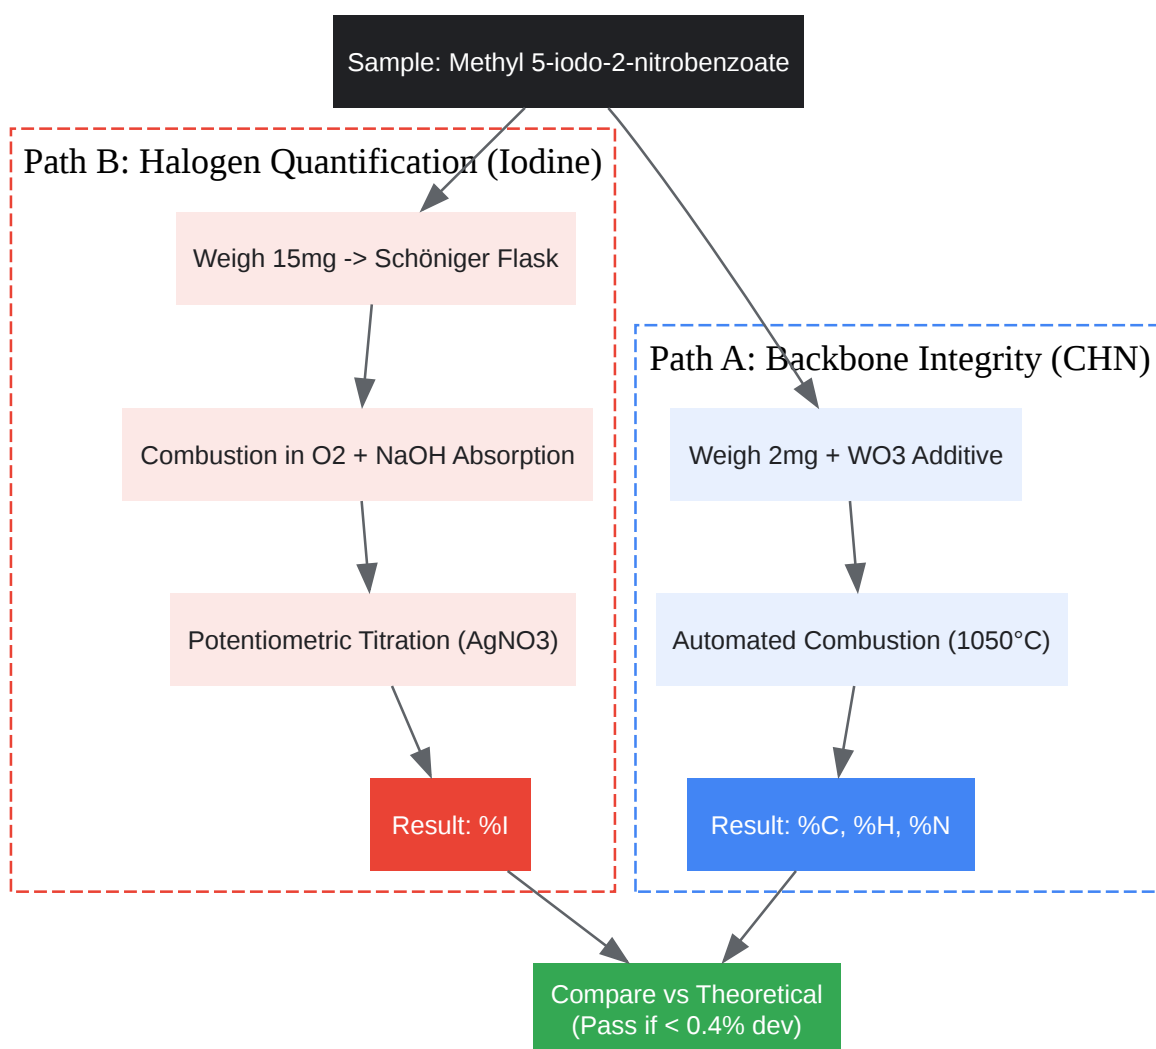 Sample: Methyl 5-iodo-2-nitrobenzoate
Path B: Halogen Quantification (Iodine)
Weigh 15mg -> Schöniger Flask
Combustion in O2 + NaOH Absorption
Potentiometric Titration (AgNO3)
Result: %I
Path A: Backbone Integrity (CHN)
Weigh 2mg + WO3 Additive
Automated Combustion (1050°C)
Result: %C, %H, %N
Compare vs Theoretical
(Pass if < 0.4% dev)